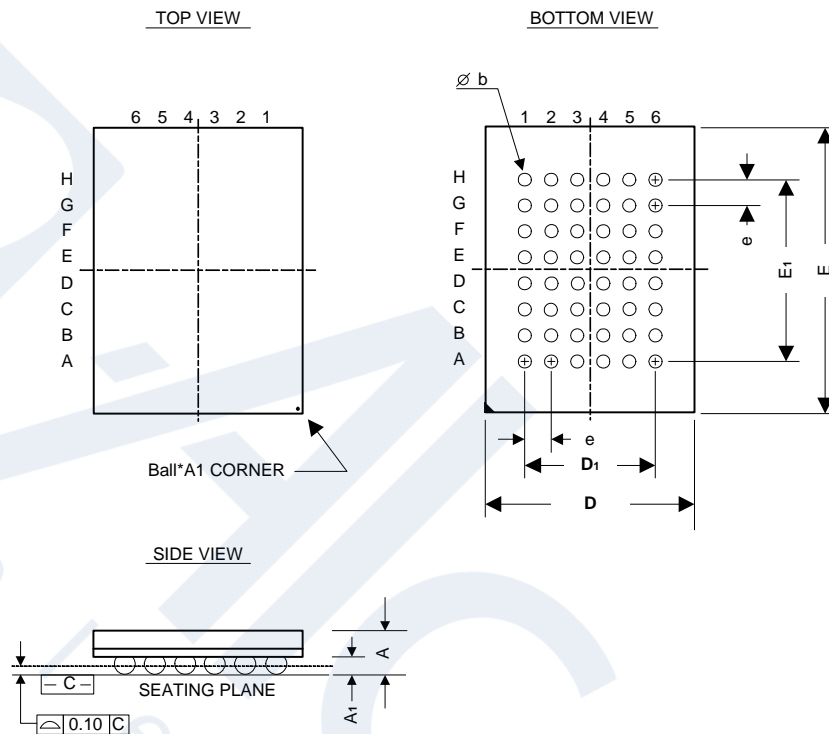 TOP VIEW
6 5 4 3 2 1
H
G
F
E
D
C
B
A
Ball*A1 CORNER
BOTTOM VIEW
Ø b
1 2 3 4 5 6
H
G
F
E
D
C
B
A
e
E1
E
e
D1
D
SIDE VIEW
A
A1
– C –
SEATING PLANE
⌓ 0.10 C